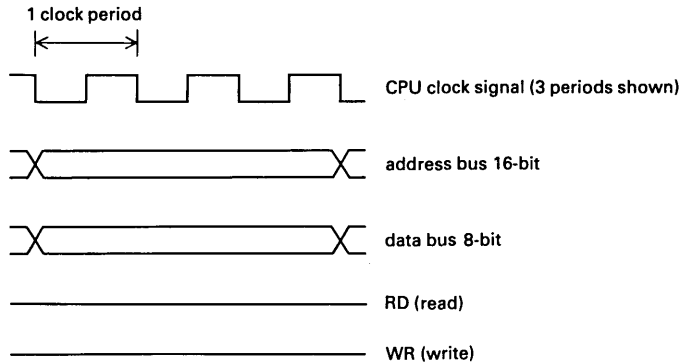 1 clock period
CPU clock signal (3 periods shown)
address bus 16-bit
data bus 8-bit
RD (read)
WR (write)